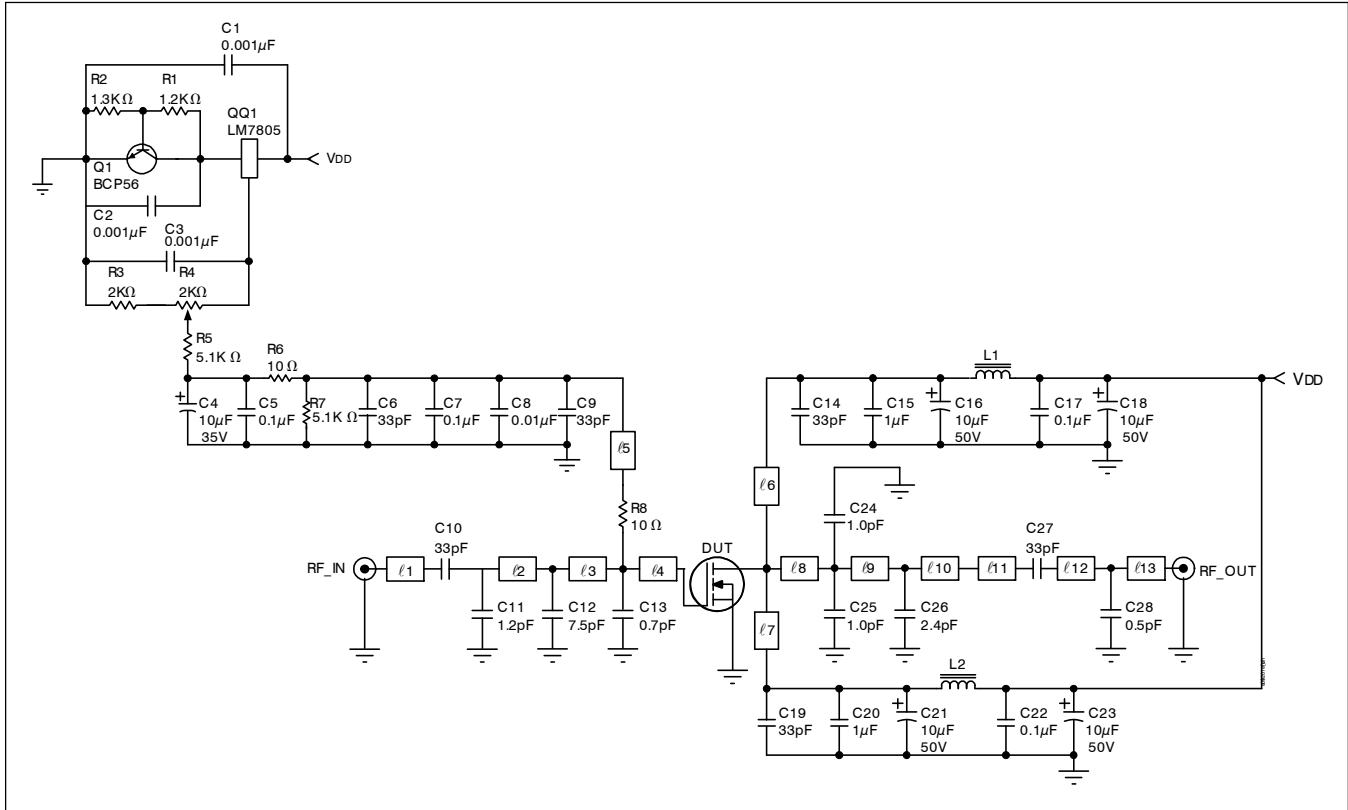 C1
0.001µF
R2
1.3KΩ
R1
1.2KΩ
QQ1
LM7805
VDD
Q1
BCP56
C2
0.001µF
C3
0.001µF
R3
2KΩ
R4
2KΩ
R5
5.1K Ω
R6
10 Ω
C4
10µF
35V
C5
0.1µF
R7
5.1K Ω
C6
33pF
C7
0.1µF
C8
0.01µF
C9
33pF
ℓ5
R8
10 Ω
L1
VDD
C14
33pF
C15
1µF
C16
10µF
50V
C17
0.1µF
C18
10µF
50V
ℓ6
C24
1.0pF
RF_IN
ℓ1
C10
33pF
ℓ2
ℓ3
ℓ4
DUT
ℓ8
ℓ9
ℓ10
ℓ11
C27
33pF
ℓ12
ℓ13
RF_OUT
C11
1.2pF
C12
7.5pF
C13
0.7pF
ℓ7
C25
1.0pF
C26
2.4pF
C28
0.5pF
L2
C19
33pF
C20
1µF
C21
10µF
50V
C22
0.1µF
C23
10µF
50V